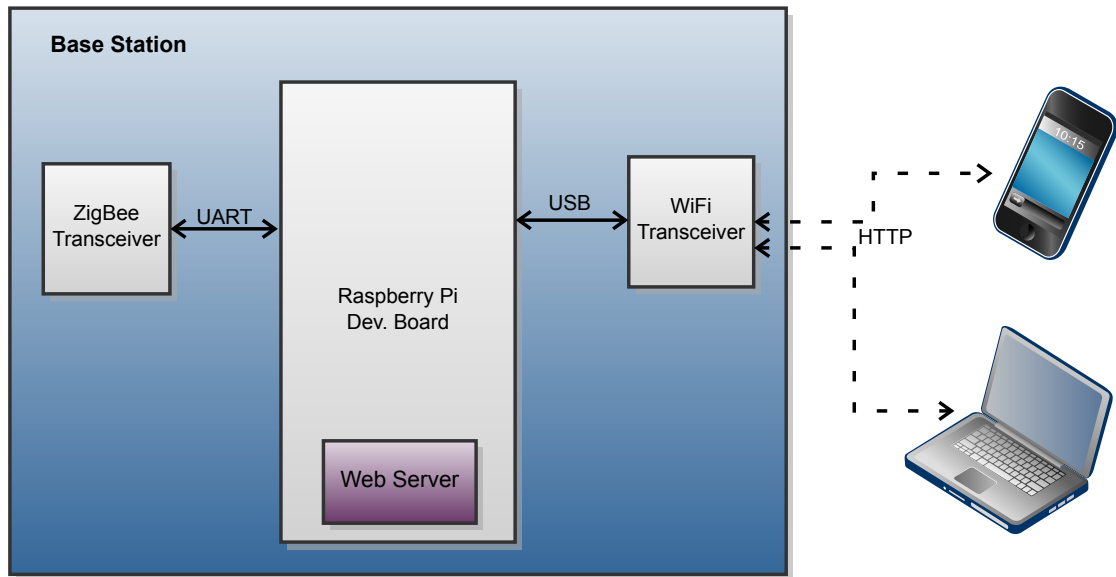 Base Station
ZigBee
Transceiver
UART
Raspberry Pi
Dev. Board
Web Server
USB
WiFi
Transceiver
HTTP
10:15